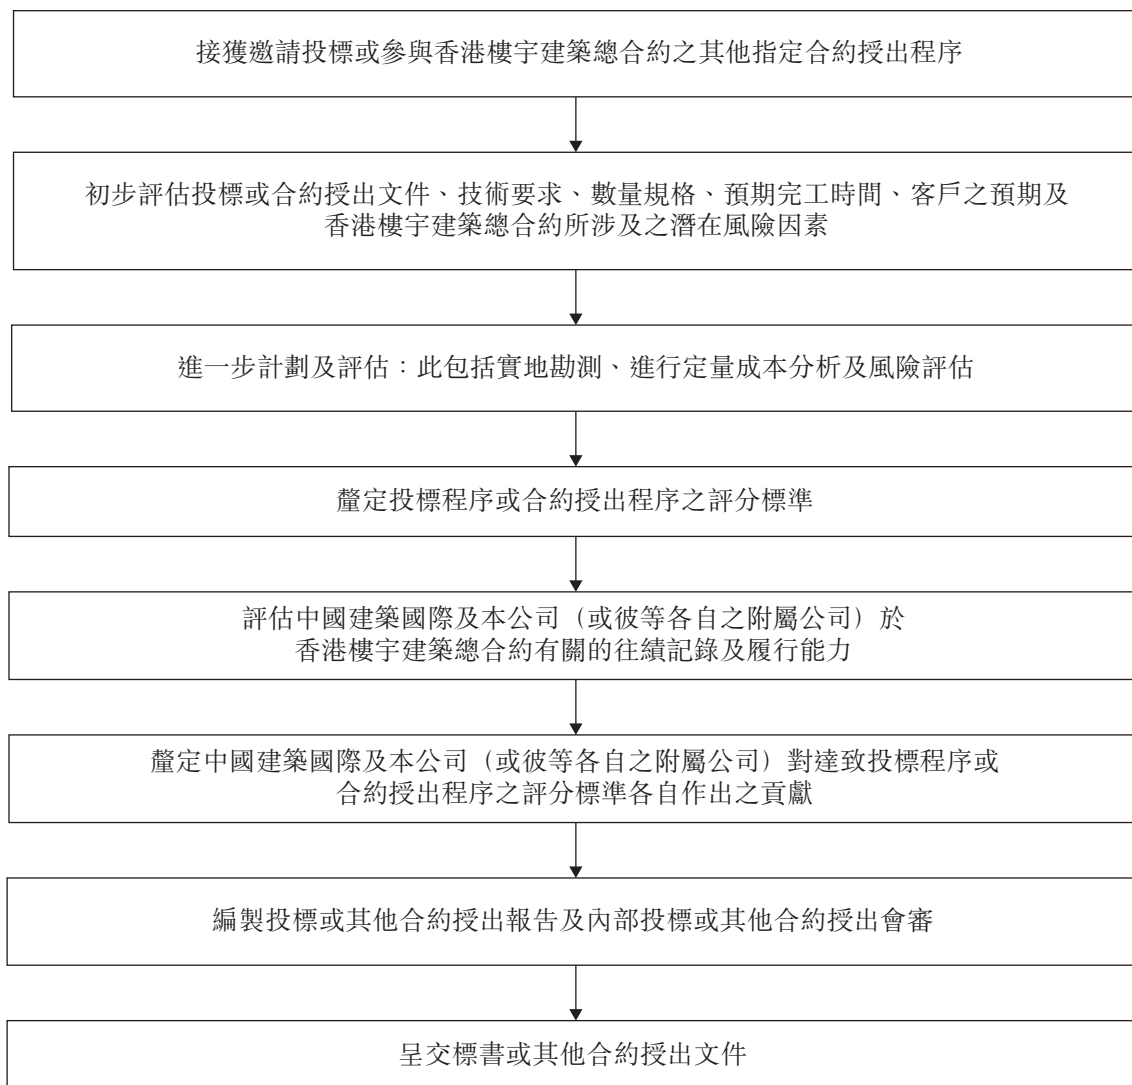 接獲邀請投標或參與香港樓宇建築總合約之其他指定合約授出程序
初步評估投標或合約授出文件、技術要求、數量規格、預期完工時間、客戶之預期及
香港樓宇建築總合約所涉及之潛在風險因素
進一步計劃及評估：此包括實地勘測、進行定量成本分析及風險評估
釐定投標程序或合約授出程序之評分標準
評估中國建築國際及本公司（或彼等各自之附屬公司）於
香港樓宇建築總合約有關的往績記錄及履行能力
釐定中國建築國際及本公司（或彼等各自之附屬公司）對達致投標程序或
合約授出程序之評分標準各自作出之貢獻
編製投標或其他合約授出報告及內部投標或其他合約授出會審
呈交標書或其他合約授出文件